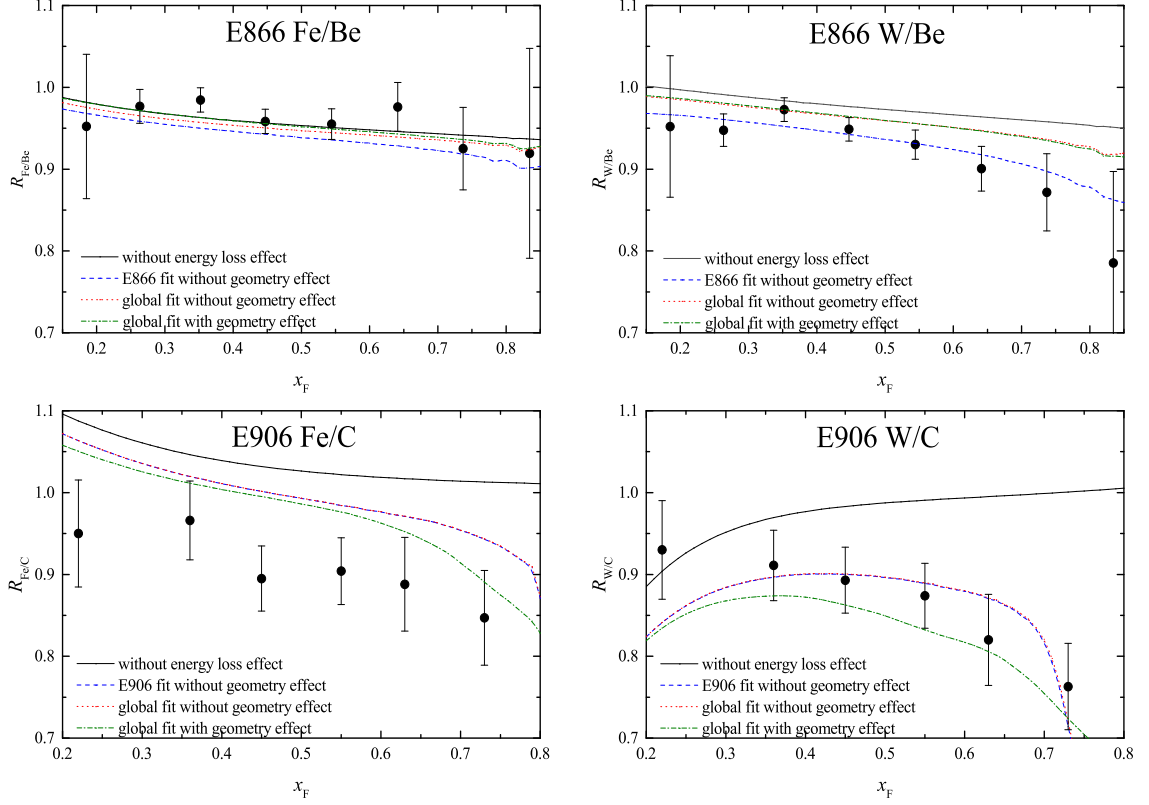 E866 Fe/Be
1.1
1.0
0.9
0.8
0.7
R Fe/Be
without energy loss effect
E866 fit without geometry effect
global fit without geometry effect
global fit with geometry effect
0.2 0.3 0.4 0.5 0.6 0.7 0.8
x F
E866 W/Be
1.1
1.0
0.9
0.8
0.7
R W/Be
without energy loss effect
E866 fit without geometry effect
global fit without geometry effect
global fit with geometry effect
0.2 0.3 0.4 0.5 0.6 0.7 0.8
x F
E906 Fe/C
1.1
1.0
0.9
0.8
0.7
R Fe/C
without energy loss effect
E906 fit without geometry effect
global fit without geometry effect
global fit with geometry effect
0.2 0.3 0.4 0.5 0.6 0.7 0.8
x F
E906 W/C
1.1
1.0
0.9
0.8
0.7
R W/C
without energy loss effect
E906 fit without geometry effect
global fit without geometry effect
global fit with geometry effect
0.2 0.3 0.4 0.5 0.6 0.7 0.8
x F